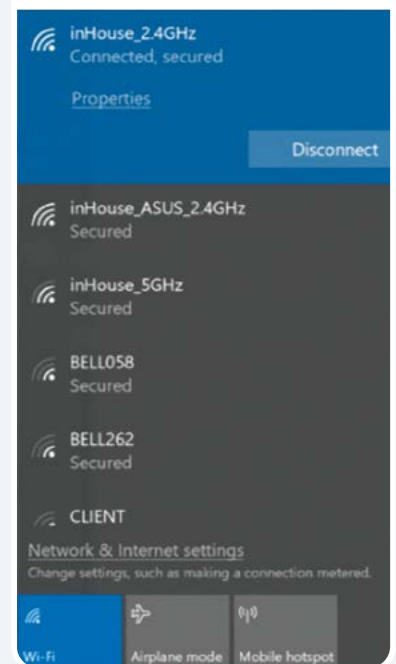 inHouse_2.4GHz
Connected, secured
Properties
Disconnect
inHouse_ASUS_2.4GHz
Secured
inHouse_5GHz
Secured
BELL058
Secured
BELL262
Secured
CLIENT
Network & Internet settings
Change settings, such as making a connection metered.
Wi-Fi Airplane mode Mobile hotspot